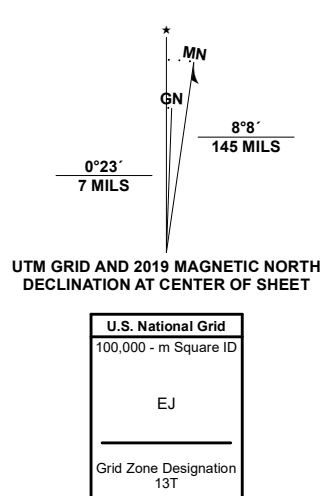 ★
MN
GN
8°8´
145 MILS
0°23´
7 MILS
UTM GRID AND 2019 MAGNETIC NORTH
DECLINATION AT CENTER OF SHEET
U.S. National Grid
100,000 - m Square ID
EJ
Grid Zone Designation
13T